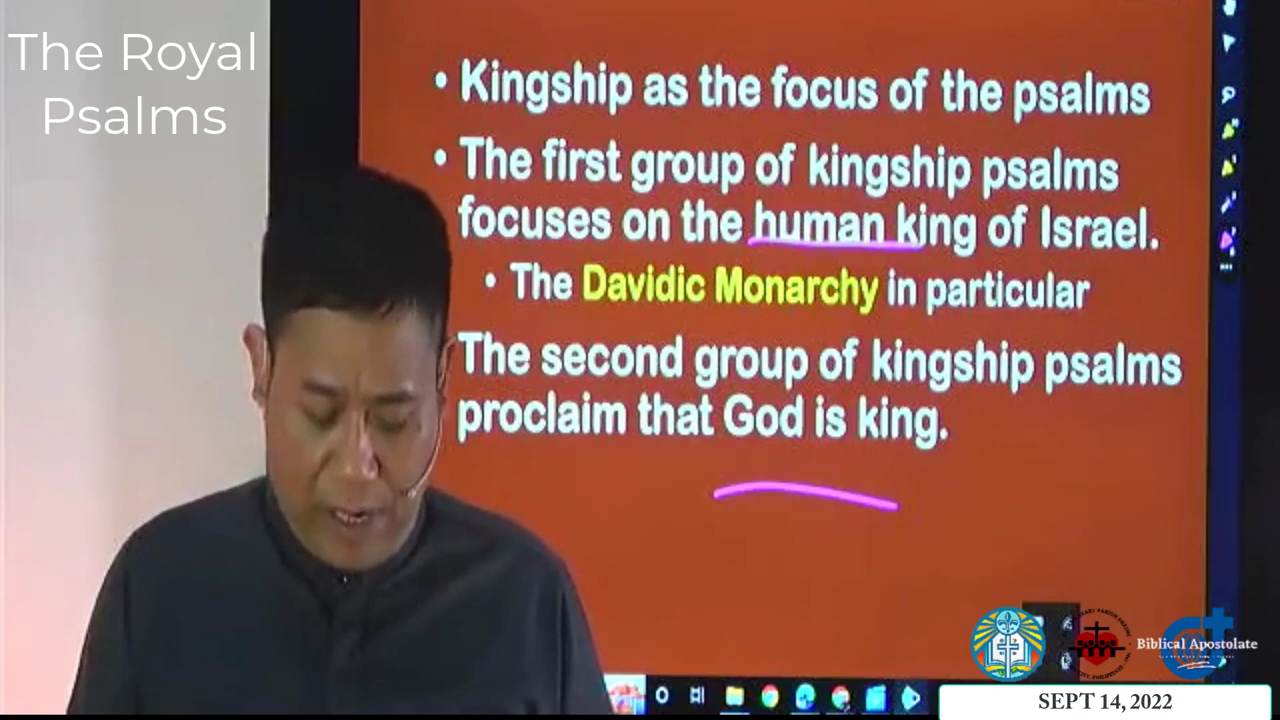 The Royal
Psalms
• Kingship as the focus of the psalms
• The first group of kingship psalms
focuses on the human king of Israel.
• The Davidic Monarchy in particular
The second group of kingship psalms
proclaim that God is king.
Biblical Apostolate
SEPT 14, 2022